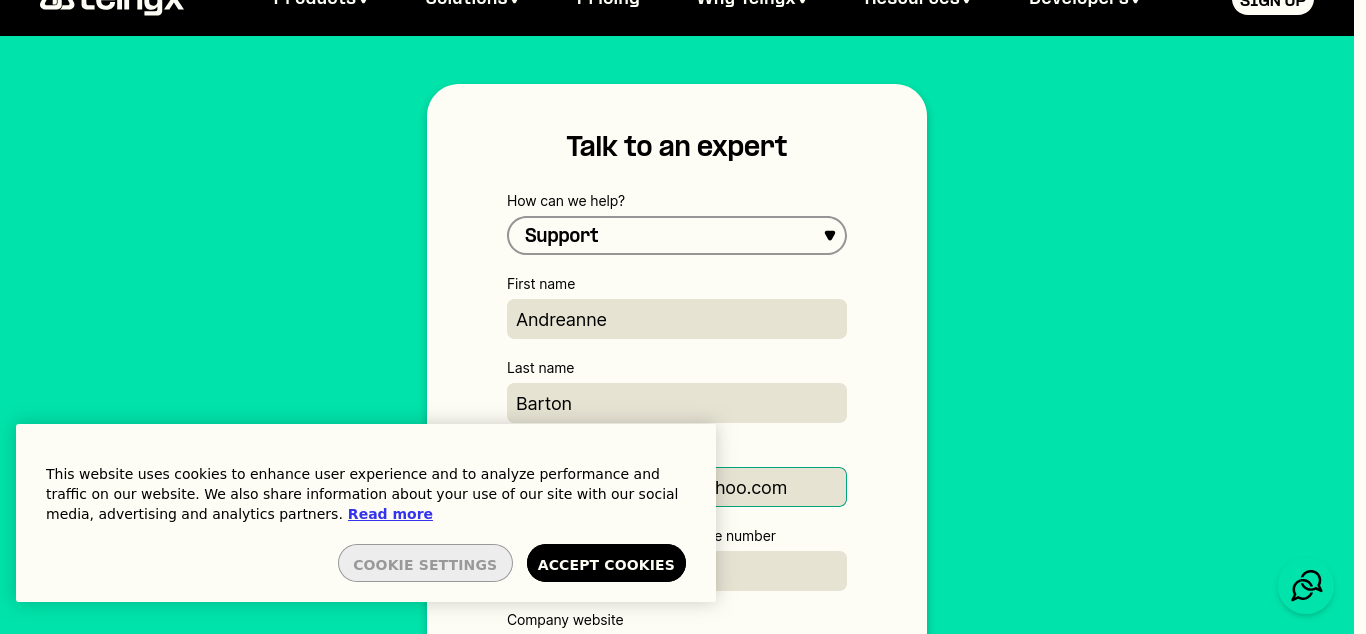 telnyx
Products Solutions Pricing Why Telnyx Resources Developers SIGN UP
Talk to an expert
How can we help?
Support
First name
Andreanne
Last name
Barton
This website uses cookies to enhance user experience and to analyze performance and
traffic on our website. We also share information about your use of our site with our social
media, advertising and analytics partners. Read more
hoo.com
number
COOKIE SETTINGS ACCEPT COOKIES
Company website